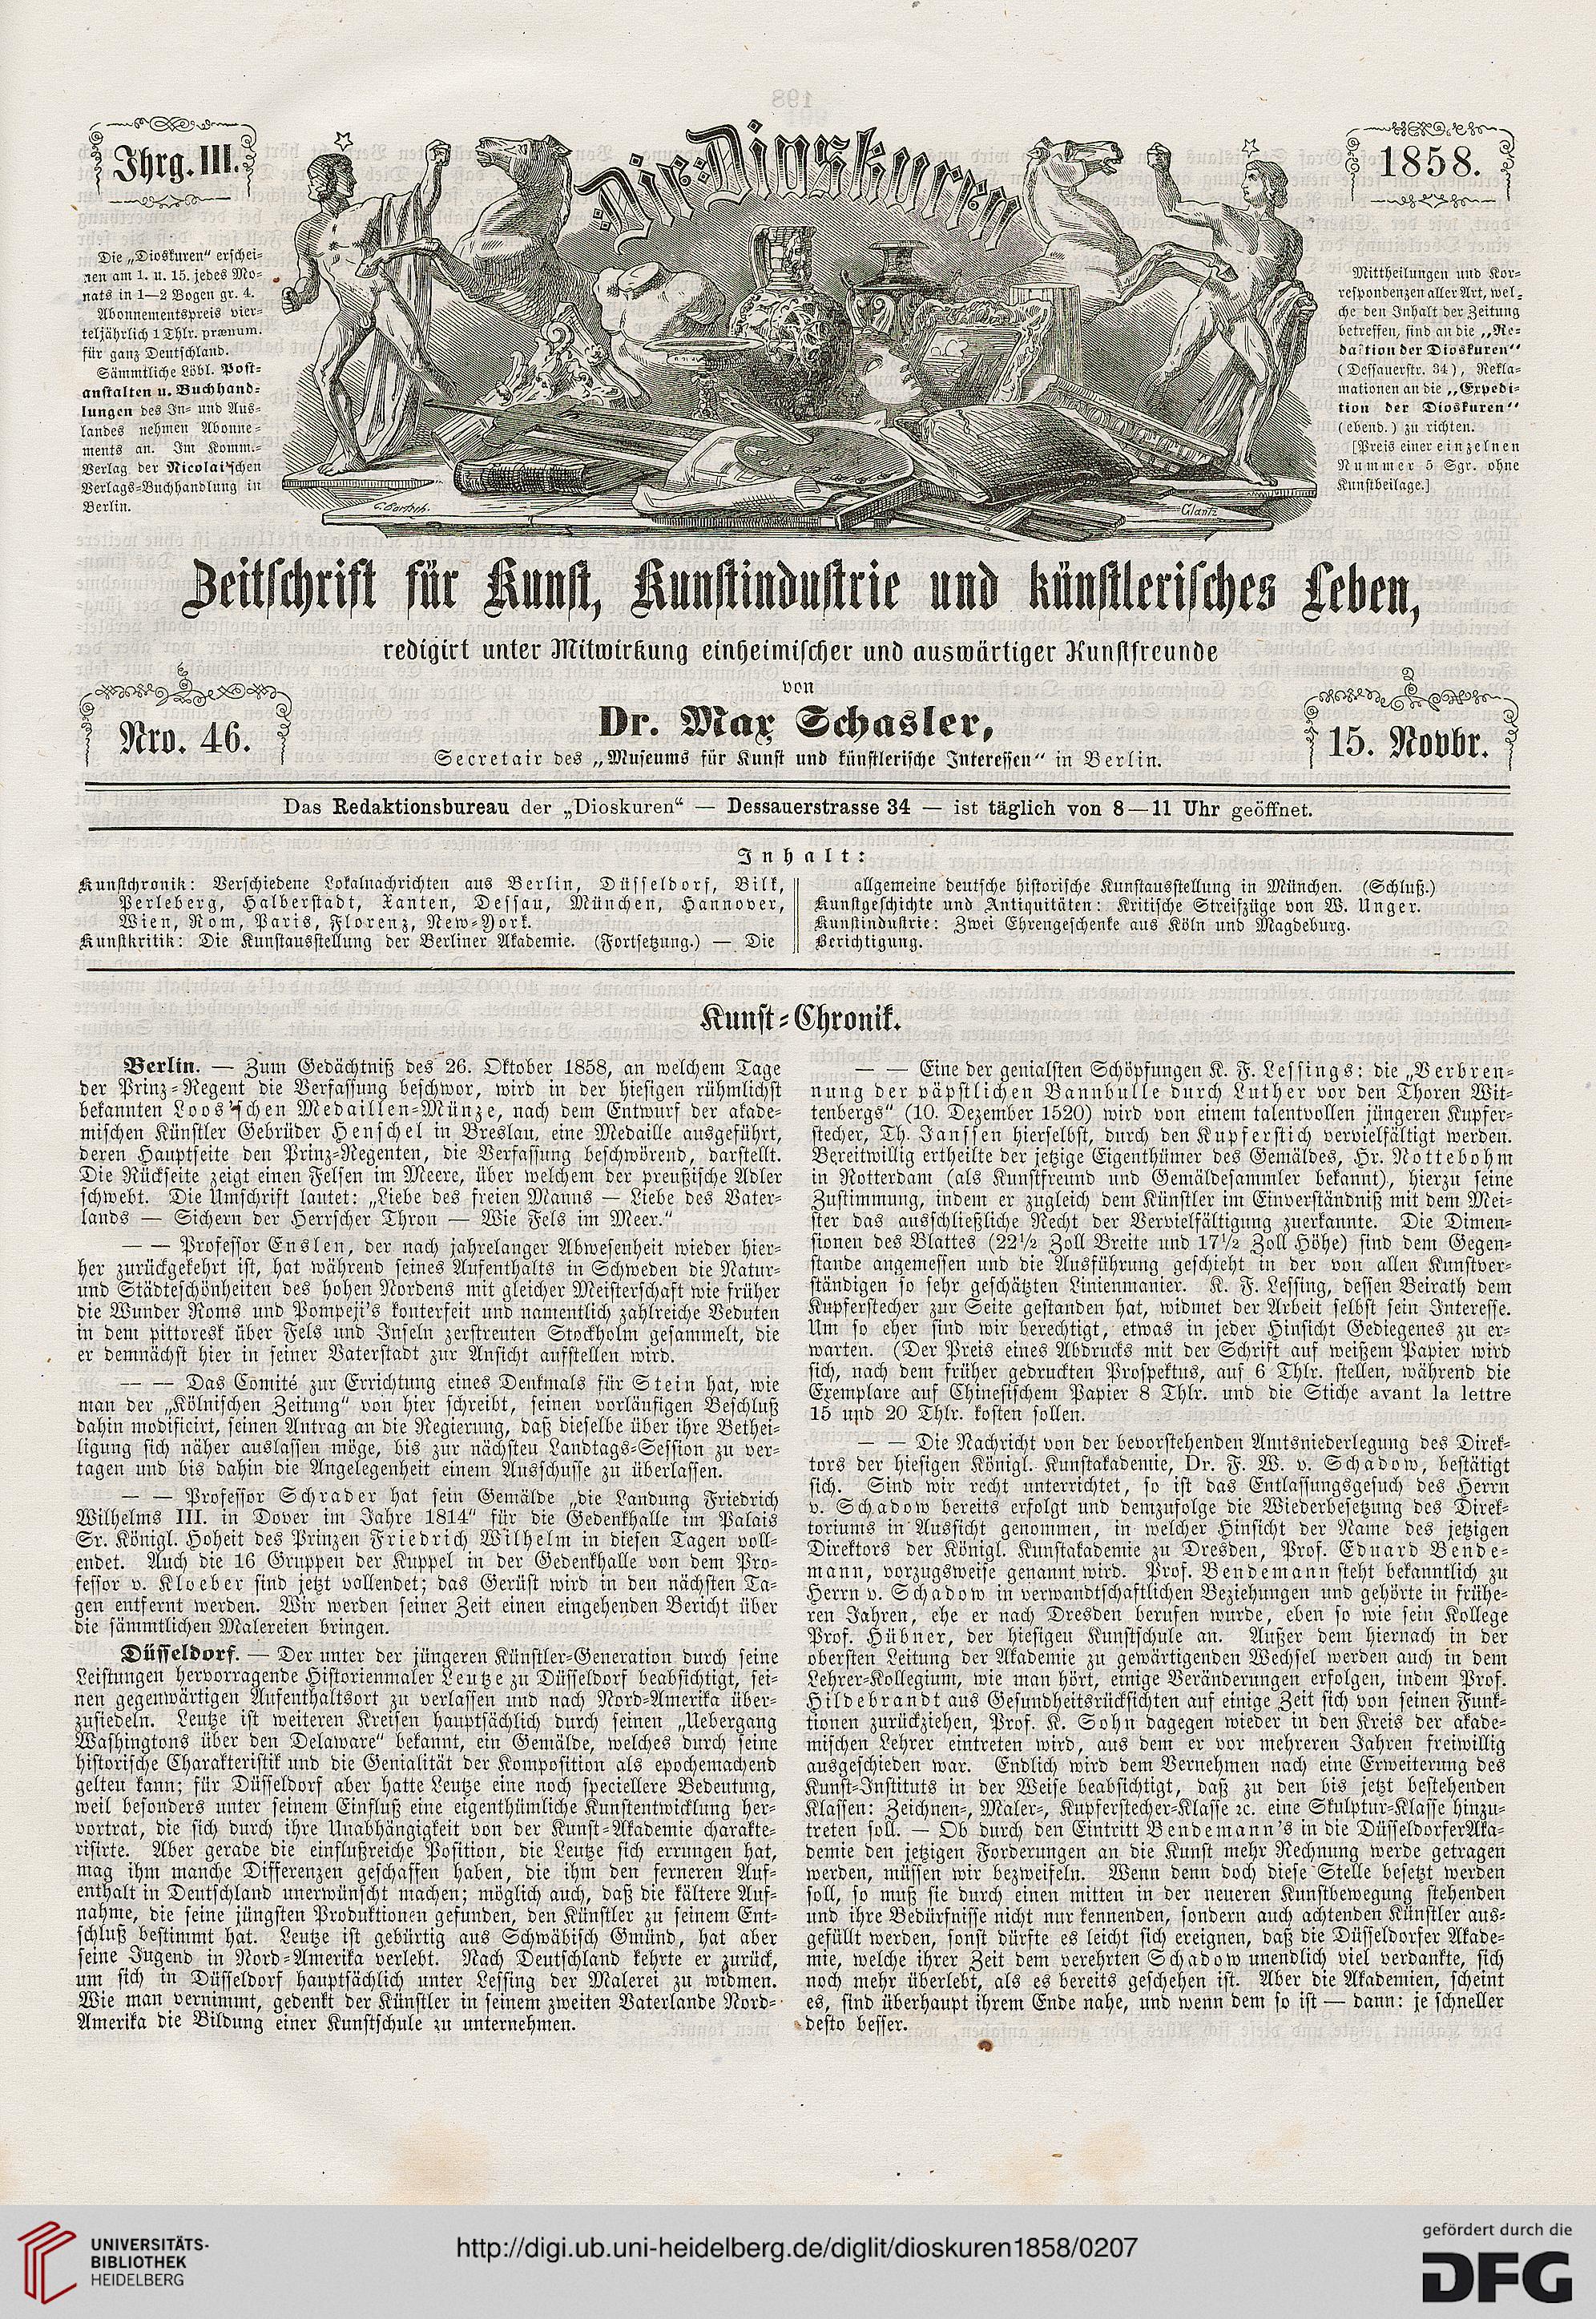 Jhrg. III.
Die Dioskuren
1858.
Die „Dioskuren“ erschei-
nen am 1. u. 15. jedes Mo-
nats in 1—2 Bogen gr. 4.
Abonnementspreis vier-
teljährlich 1 Thlr. prænum.
für ganz Deutschland.
Sämmtliche Löbl. Post-
anstalten u. Buchhand-
lungen des In- und Aus-
landes nehmen Abonne-
ments an. Im Komm.-
Verlag der Nicolai'schen
Verlags-Buchhandlung in
Berlin.
Mittheilungen und Kor-
respondenzen aller Art, wel-
che den Inhalt der Zeitung
betreffen, sind an die „Re-
daktion der Dioskuren“
(Dessauerstr. 34), Rekla-
mationen an die „Expedi-
tion der Dioskuren“
(ebend.) zu richten.
[Preis einer einzelnen
Nummer 5 Sgr. ohne
Kunstbeilage.]
Zeitschrift für Kunst, Kunstindustrie und künstlerisches Leben,
redigirt unter Mitwirkung einheimischer und auswärtiger Kunstfreunde
von
Nro. 46.
Dr. Max Schasler,
15. Novbr.
Secretair des „Museums für Kunst und künstlerische Interessen“ in Berlin.
Das Redaktionsbureau der „Dioskuren“ — Dessauerstrasse 34 — ist täglich von 8—11 Uhr geöffnet.
Inhalt:
Kunstchronik: Verschiedene Lokalnachrichten aus Berlin, Düsseldorf, Bilk,
Perleberg, Halberstadt, Xanten, Dessau, München, Hannover,
Wien, Rom, Paris, Florenz, New-York.
Kunstkritik: Die Kunstausstellung der Berliner Akademie. (Fortsetzung.) — Die
allgemeine deutsche historische Kunstausstellung in München. (Schluß.)
Kunstgeschichte und Antiquitäten: Kritische Streifzüge von W. Unger.
Kunstindustrie: Zwei Ehrengeschenke aus Köln und Magdeburg.
Berichtigung.
Kunst-Chronik.
Berlin. — Zum Gedächtniß des 26. Oktober 1858, an welchem Tage
der Prinz-Regent die Verfassung beschwor, wird in der hiesigen rühmlichst
bekannten Loos'schen Medaillen-Münze, nach dem Entwurf der akade-
mischen Künstler Gebrüder Henschel in Breslau, eine Medaille ausgeführt,
deren Hauptseite den Prinz-Regenten, die Verfassung beschwörend, darstellt.
Die Rückseite zeigt einen Felsen im Meere, über welchem der preußische Adler
schwebt. Die Umschrift lautet: „Liebe des freien Manns — Liebe des Vater-
lands — Sichern der Herrscher Thron — Wie Fels im Meer.“
— — Professor Enslen, der nach jahrelanger Abwesenheit wieder hier-
her zurückgekehrt ist, hat während seines Aufenthalts in Schweden die Natur-
und Städteschönheiten des hohen Nordens mit gleicher Meisterschaft wie früher
die Wunder Roms und Pompeji's konterfeit und namentlich zahlreiche Veduten
in dem pittoresk über Fels und Inseln zerstreuten Stockholm gesammelt, die
er demnächst hier in seiner Vaterstadt zur Ansicht aufstellen wird.
— — Das Comité zur Errichtung eines Denkmals für Stein hat, wie
man der „Kölnischen Zeitung“ von hier schreibt, seinen vorläufigen Beschluß
dahin modificirt, seinen Antrag an die Regierung, daß dieselbe über ihre Bethei-
ligung sich näher auslassen möge, bis zur nächsten Landtags-Session zu ver-
tagen und bis dahin die Angelegenheit einem Ausschusse zu überlassen.
— — Professor Schrader hat sein Gemälde „die Landung Friedrich
Wilhelms III. in Dover im Jahre 1814“ für die Gedenkhalle im Palais
Sr. Königl. Hoheit des Prinzen Friedrich Wilhelm in diesen Tagen voll-
endet. Auch die 16 Gruppen der Kuppel in der Gedenkhalle von dem Pro-
fessor v. Kloeber sind jetzt vollendet; das Gerüst wird in den nächsten Ta-
gen entfernt werden. Wir werden seiner Zeit einen eingehenden Bericht über
die sämmtlichen Malereien bringen.
Düsseldorf. — Der unter der jüngeren Künstler-Generation durch seine
Leistungen hervorragende Historienmaler Leutze zu Düsseldorf beabsichtigt, sei-
nen gegenwärtigen Aufenthaltsort zu verlassen und nach Nord-Amerika über-
zusiedeln. Leutze ist weiteren Kreisen hauptsächlich durch seinen „Uebergang
Washingtons über den Delaware“ bekannt, ein Gemälde, welches durch seine
historische Charakteristik und die Genialität der Komposition als epochemachend
gelten kann; für Düsseldorf aber hatte Leutze eine noch speciellere Bedeutung,
weil besonders unter seinem Einfluß eine eigenthümliche Kunstentwicklung her-
vortrat, die sich durch ihre Unabhängigkeit von der Kunst-Akademie charakte-
risirte. Aber gerade die einflußreiche Position, die Leutze sich errungen hat,
mag ihm manche Differenzen geschaffen haben, die ihm den ferneren Auf-
enthalt in Deutschland unerwünscht machen; möglich auch, daß die kältere Auf-
nahme, die seine jüngsten Produktionen gefunden, den Künstler zu seinem Ent-
schluß bestimmt hat. Leutze ist gebürtig aus Schwäbisch Gmünd, hat aber
seine Jugend in Nord-Amerika verlebt. Nach Deutschland kehrte er zurück,
um sich in Düsseldorf hauptsächlich unter Lessing der Malerei zu widmen.
Wie man vernimmt, gedenkt der Künstler in seinem zweiten Vaterlande Nord-
Amerika die Bildung einer Kunstschule zu unternehmen.
— — Eine der genialsten Schöpfungen K. F. Lessings: die „Verbren-
nung der päpstlichen Bannbulle durch Luther vor den Thoren Wit-
tenbergs“ (10. Dezember 1520) wird von einem talentvollen jüngeren Kupfer-
stecher, Th. Janssen hierselbst, durch den Kupferstich vervielfältigt werden.
Bereitwillig ertheilte der jetzige Eigenthümer des Gemäldes, Hr. Nottebohm
in Rotterdam (als Kunstfreund und Gemäldesammler bekannt), hierzu seine
Zustimmung, indem er zugleich dem Künstler im Einverständniß mit dem Mei-
ster das ausschließliche Recht der Vervielfältigung zuerkannte. Die Dimen-
sionen des Blattes (22½ Zoll Breite und 17½ Zoll Höhe) sind dem Gegen-
stande angemessen und die Ausführung geschieht in der von allen Kunstver-
ständigen so sehr geschätzten Linienmanier. K. F. Lessing, dessen Beirath dem
Kupferstecher zur Seite gestanden hat, widmet der Arbeit selbst sein Interesse.
Um so eher sind wir berechtigt, etwas in jeder Hinsicht Gediegenes zu er-
warten. (Der Preis eines Abdrucks mit der Schrift auf weißem Papier wird
sich, nach dem früher gedruckten Prospektus, auf 6 Thlr. stellen, während die
Exemplare auf Chinesischem Papier 8 Thlr. und die Stiche avant la lettre
15 und 20 Thlr. kosten sollen.
— — Die Nachricht von der bevorstehenden Amtsniederlegung des Direk-
tors der hiesigen Königl. Kunstakademie, Dr. F. W. v. Schadow, bestätigt
sich. Sind wir recht unterrichtet, so ist das Entlassungsgesuch des Herrn
v. Schadow bereits erfolgt und demzufolge die Wiederbesetzung des Direk-
toriums in Aussicht genommen, in welcher Hinsicht der Name des jetzigen
Direktors der Königl. Kunstakademie zu Dresden, Prof. Eduard Bende-
mann, vorzugsweise genannt wird. Prof. Bendemann steht bekanntlich zu
Herrn v. Schadow in verwandtschaftlichen Beziehungen und gehörte in frühe-
ren Jahren, ehe er nach Dresden berufen wurde, eben so wie sein Kollege
Prof. Hübner, der hiesigen Kunstschule an. Außer dem hiernach in der
obersten Leitung der Akademie zu gewärtigenden Wechsel werden auch in dem
Lehrer-Kollegium, wie man hört, einige Veränderungen erfolgen, indem Prof.
Hildebrandt aus Gesundheitsrücksichten auf einige Zeit sich von seinen Funk-
tionen zurückziehen, Prof. K. Sohn dagegen wieder in den Kreis der akade-
mischen Lehrer eintreten wird, aus dem er vor mehreren Jahren freiwillig
ausgeschieden war. Endlich wird dem Vernehmen nach eine Erweiterung des
Kunst-Instituts in der Weise beabsichtigt, daß zu den bis jetzt bestehenden
Klassen: Zeichnen-, Maler-, Kupferstecher-Klasse ꝛc. eine Skulptur-Klasse hinzu-
treten soll. — Ob durch den Eintritt Bendemann's in die Düsseldorfer Aka-
demie den jetzigen Forderungen an die Kunst mehr Rechnung werde getragen
werden, müssen wir bezweifeln. Wenn denn doch diese Stelle besetzt werden
soll, so muß sie durch einen mitten in der neueren Kunstbewegung stehenden
und ihre Bedürfnisse nicht nur kennenden, sondern auch achtenden Künstler aus-
gefüllt werden, sonst dürfte es leicht sich ereignen, daß die Düsseldorfer Akade-
mie, welche ihrer Zeit dem verehrten Schadow unendlich viel verdankte, sich
noch mehr überlebt, als es bereits geschehen ist. Aber die Akademien, scheint
es, sind überhaupt ihrem Ende nahe, und wenn dem so ist — dann: je schneller
desto besser.
UNIVERSITÄTS-
BIBLIOTHEK
HEIDELBERG
http://digi.ub.uni-heidelberg.de/diglit/dioskuren1858/0207
gefördert durch die
DFG